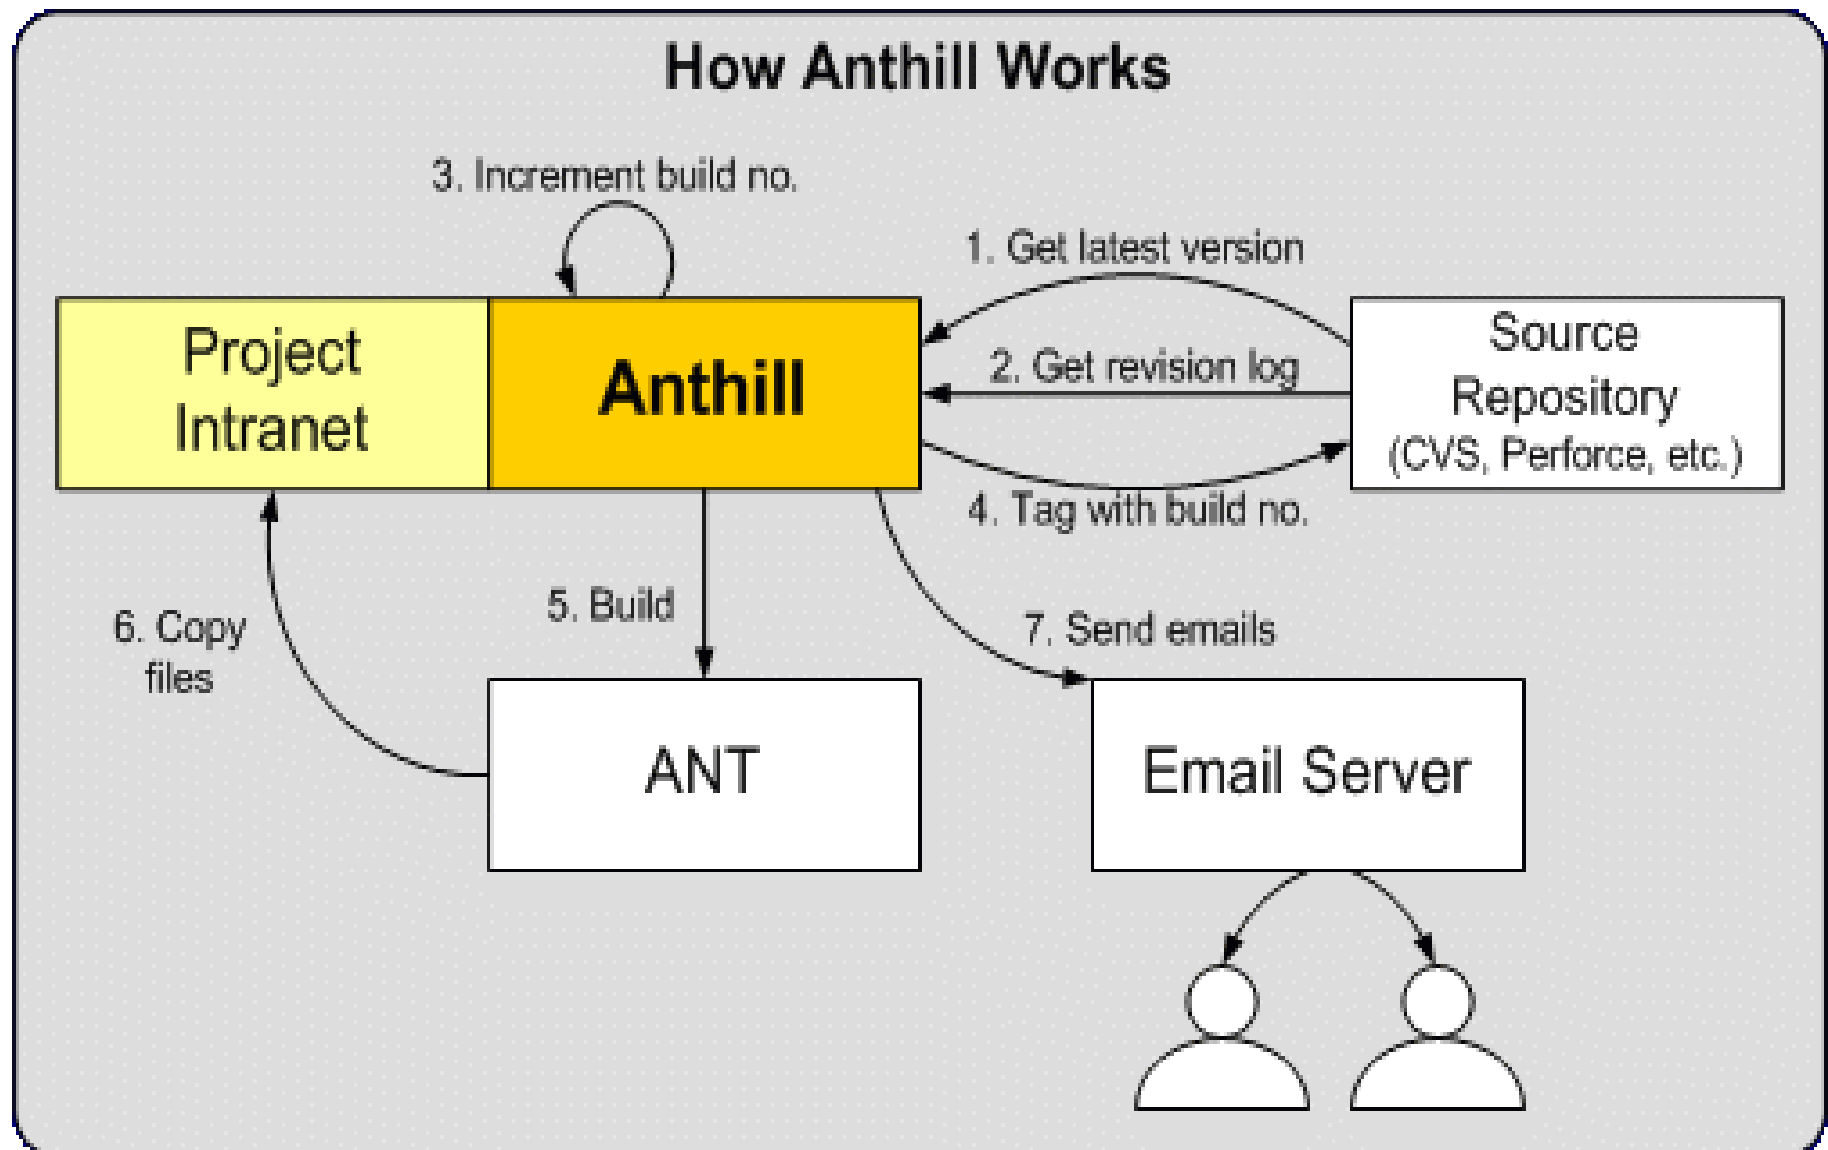 How Anthill Works
3. Increment build no.
1. Get latest version
Project
Intranet
Anthill
2. Get revision log
Source
Repository
(CVS, Perforce, etc.)
4. Tag with build no.
5. Build
6. Copy
files
7. Send emails
ANT
Email Server